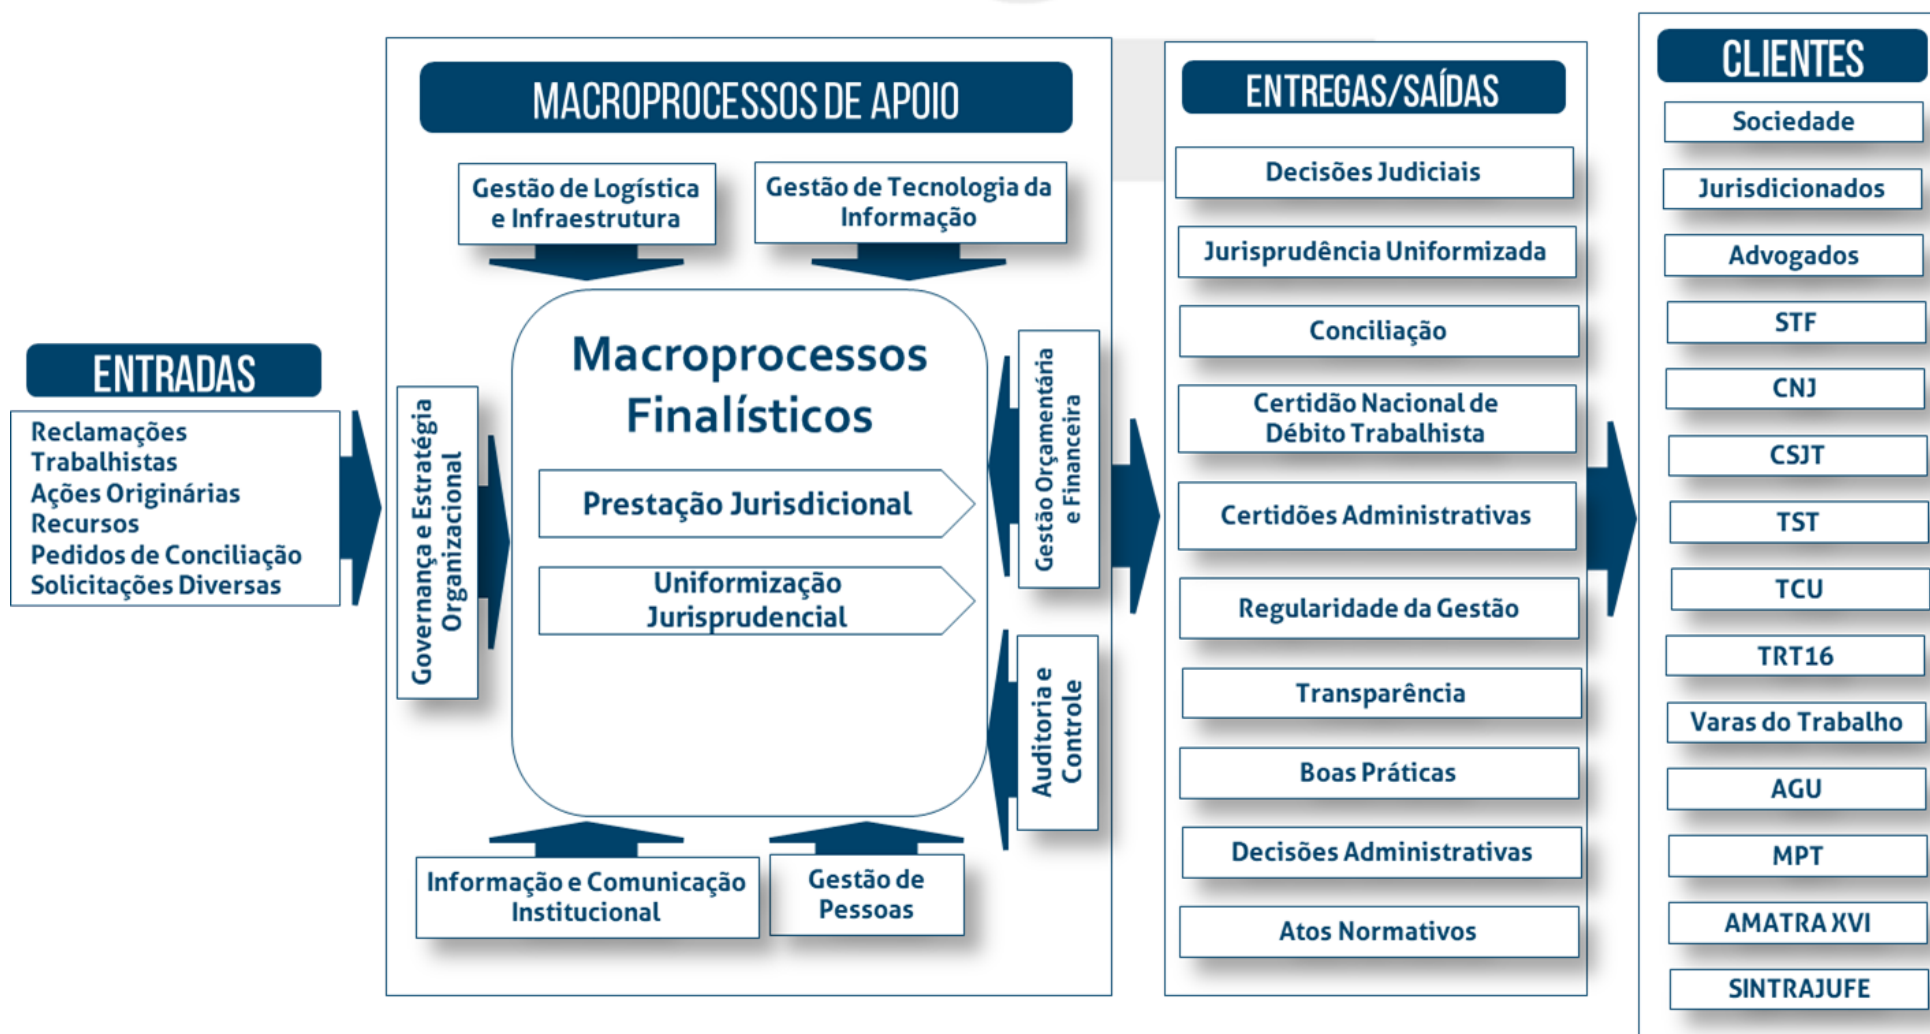 ENTRADAS
Reclamações
Trabalhistas
Ações Originárias
Recursos
Pedidos de Conciliação
Solicitações Diversas
MACROPROCESSOS DE APOIO
Gestão de Logística
e Infraestrutura
Gestão de Tecnologia da
Informação
Governança e Estratégia
Organizacional
Macroprocessos
Finalísticos
Prestação Jurisdicional
Uniformização
Jurisprudencial
Gestão Orçamentária
e Financeira
Auditoria e
Controle
Informação e Comunicação
Institucional
Gestão de
Pessoas
ENTREGAS/SAÍDAS
Decisões Judiciais
Jurisprudência Uniformizada
Conciliação
Certidão Nacional de
Débito Trabalhista
Certidões Administrativas
Regularidade da Gestão
Transparência
Boas Práticas
Decisões Administrativas
Atos Normativos
CLIENTES
Sociedade
Jurisdicionados
Advogados
STF
CNJ
CSJT
TST
TCU
TRT16
Varas do Trabalho
AGU
MPT
AMATRA XVI
SINTRAJUFE